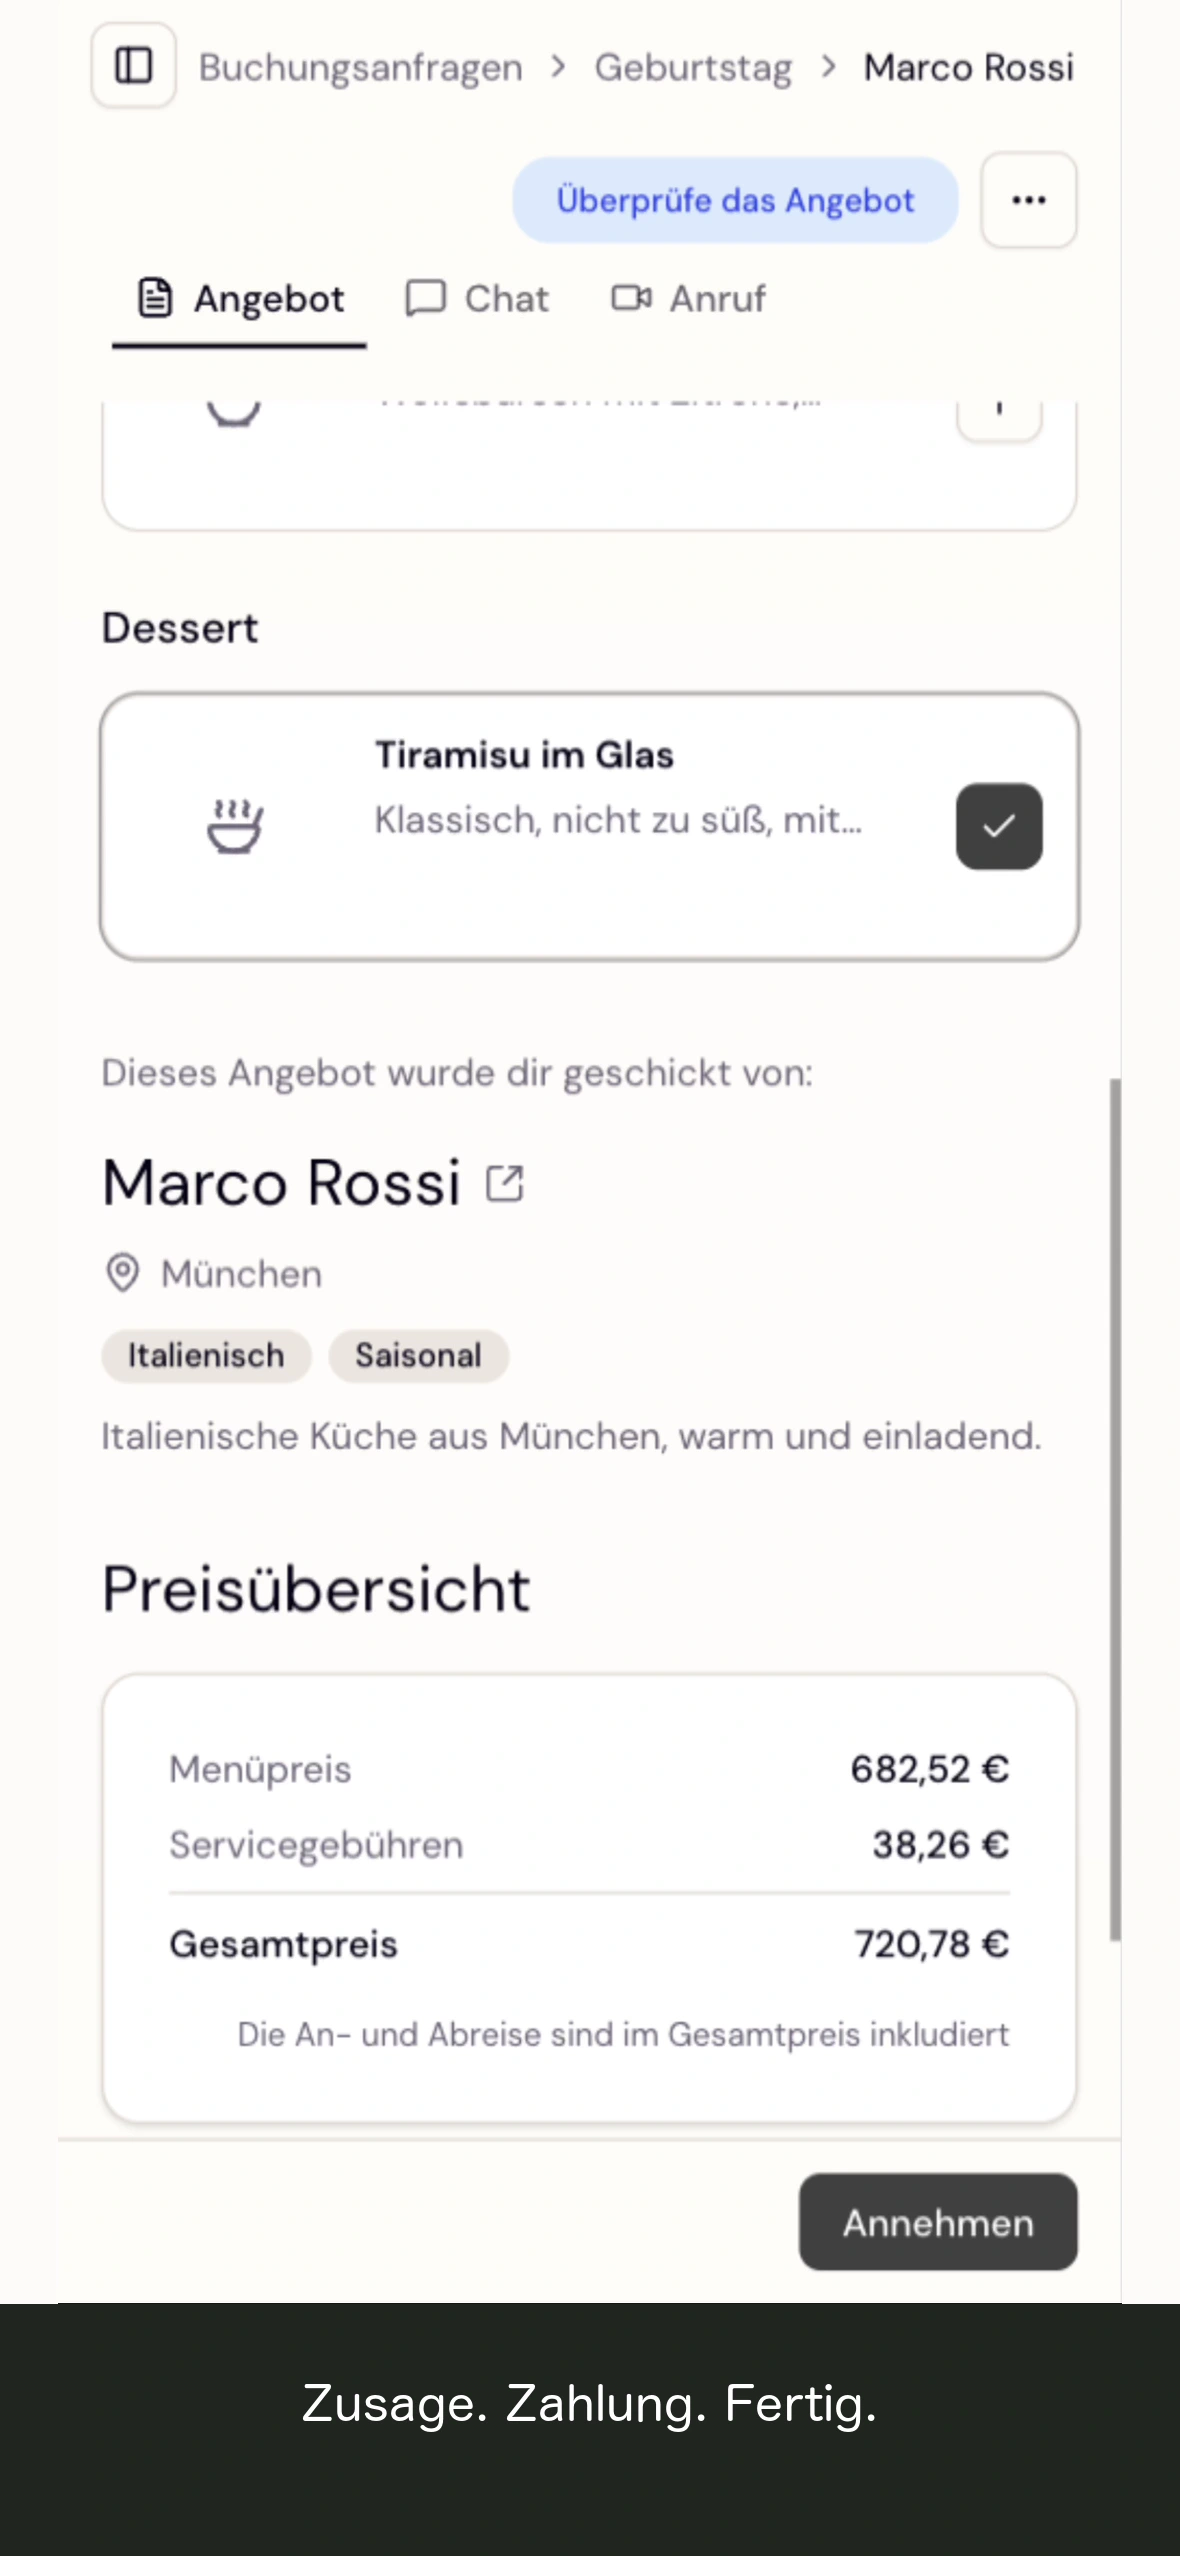 Buchungsanfragen > Geburtstag > Marco Rossi
Überprüfe das Angebot
Angebot Chat Anruf
Dessert
Tiramisu im Glas
Klassisch, nicht zu süß, mit...
Dieses Angebot wurde dir geschickt von:
Marco Rossi
München
Italienisch Saisonal
Italienische Küche aus München, warm und einladend.
Preisübersicht
Menüpreis 682,52 €
Servicegebühren 38,26 €
Gesamtpreis 720,78 €
Die An- und Abreise sind im Gesamtpreis inkludiert
Annehmen
Zusage. Zahlung. Fertig.